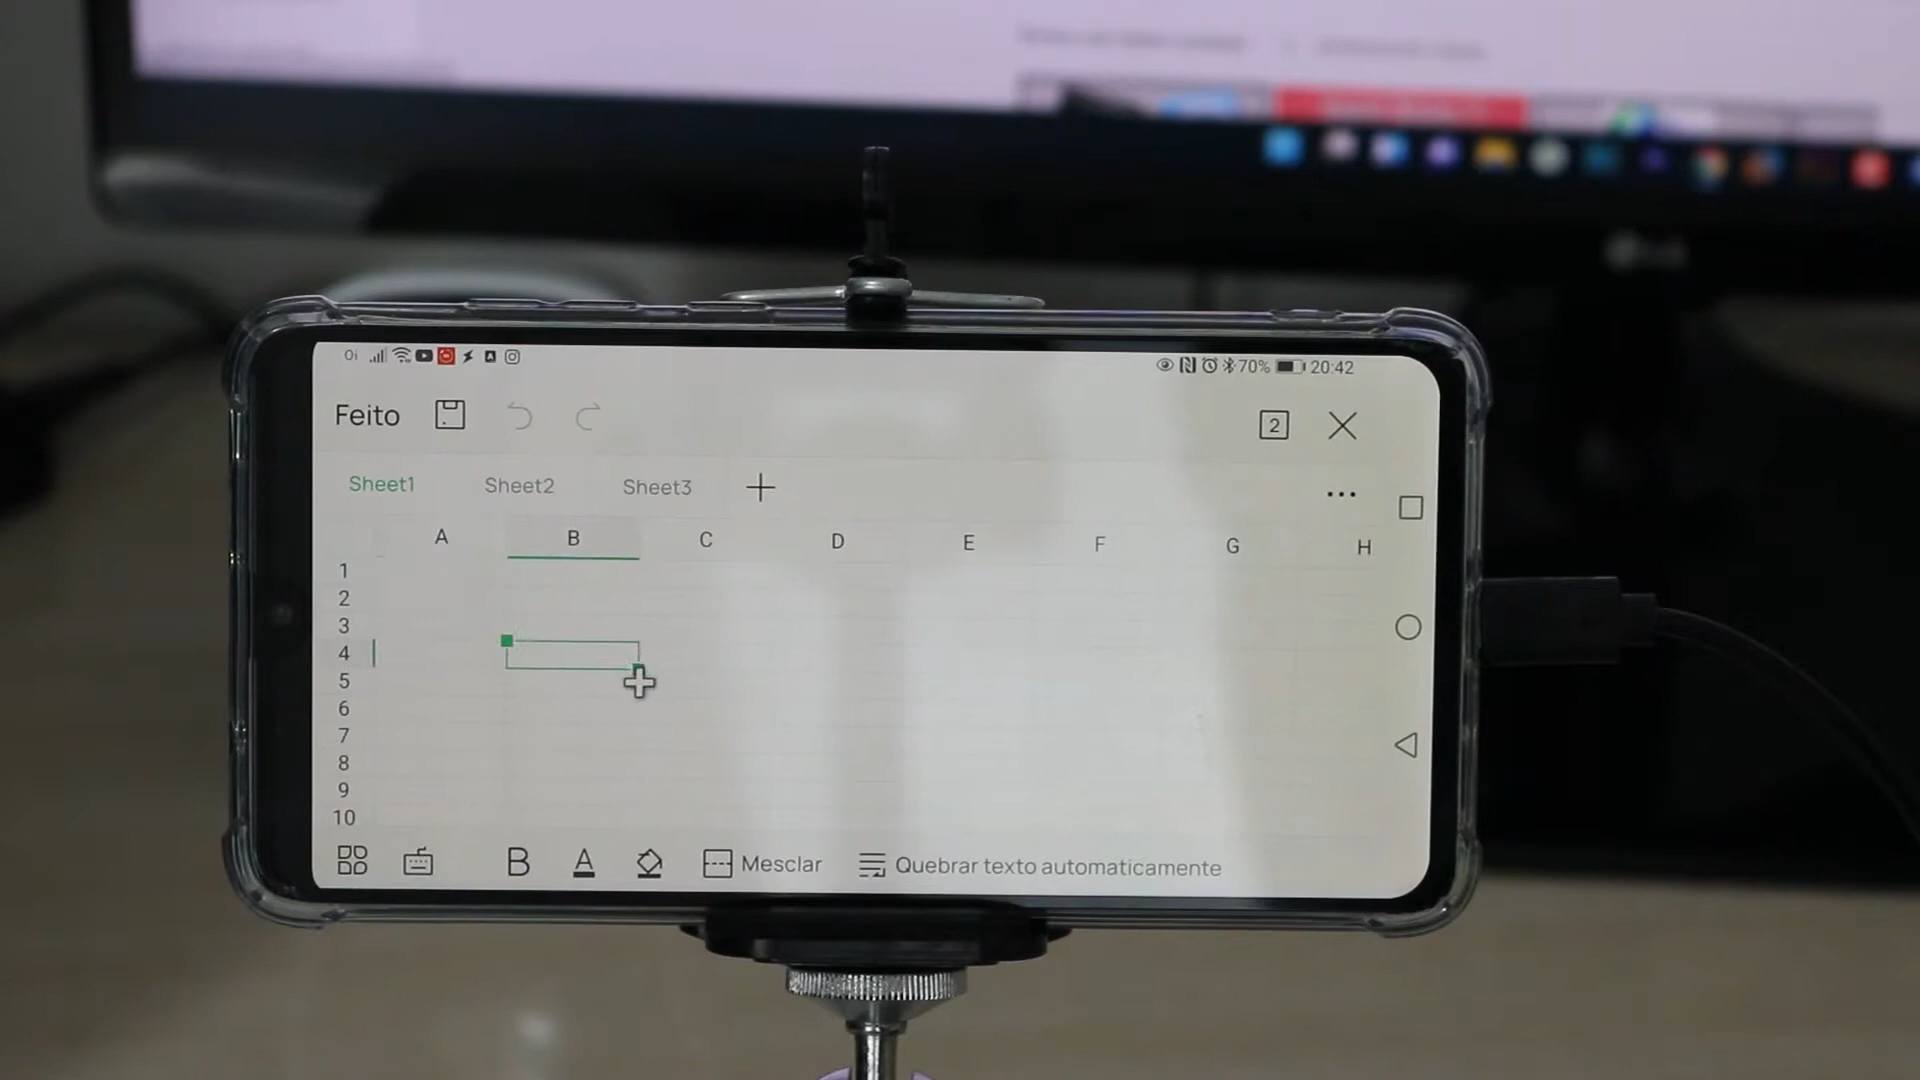 Oi 70% 20:42
Feito 2
Sheet1 Sheet2 Sheet3
A B C D E F G H
1
2
3
4
5
6
7
8
9
10
B A Mesclar Quebrar texto automaticamente